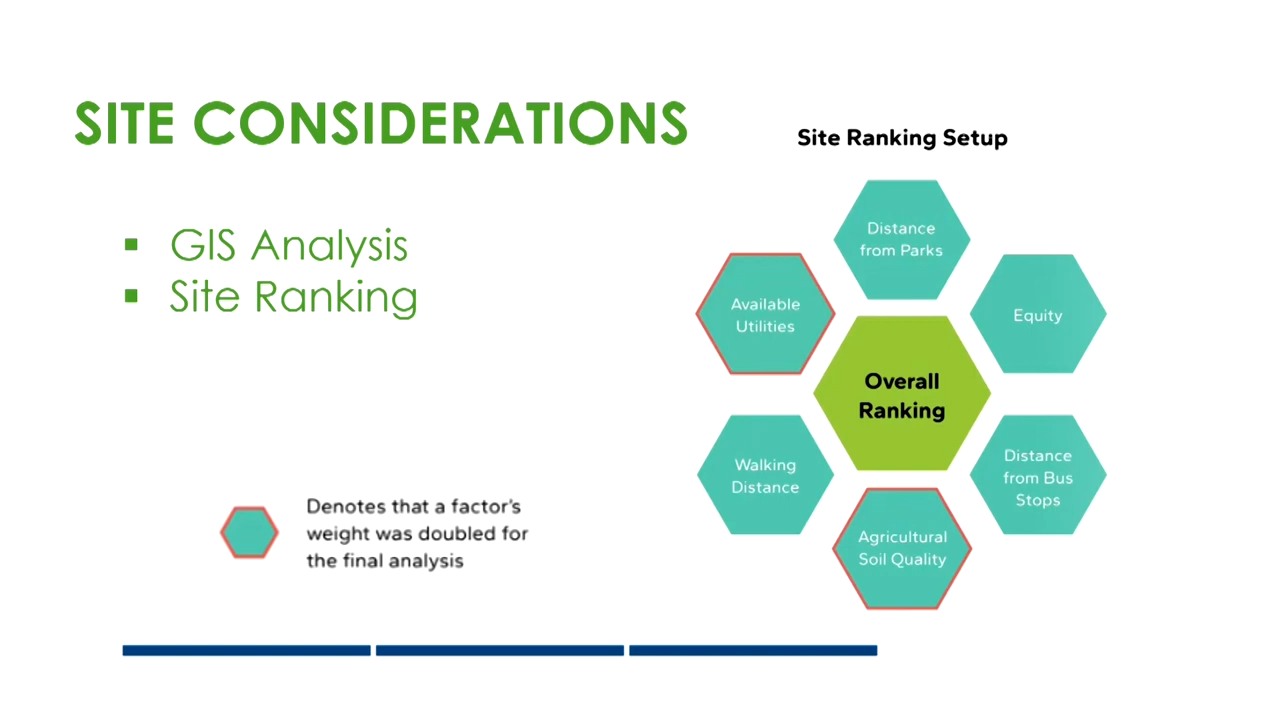 SITE CONSIDERATIONS
▪ GIS Analysis
▪ Site Ranking
Denotes that a factor's
weight was doubled for
the final analysis
Site Ranking Setup
Distance
from Parks
Available
Utilities
Equity
Overall
Ranking
Walking
Distance
Distance
from Bus
Stops
Agricultural
Soil Quality